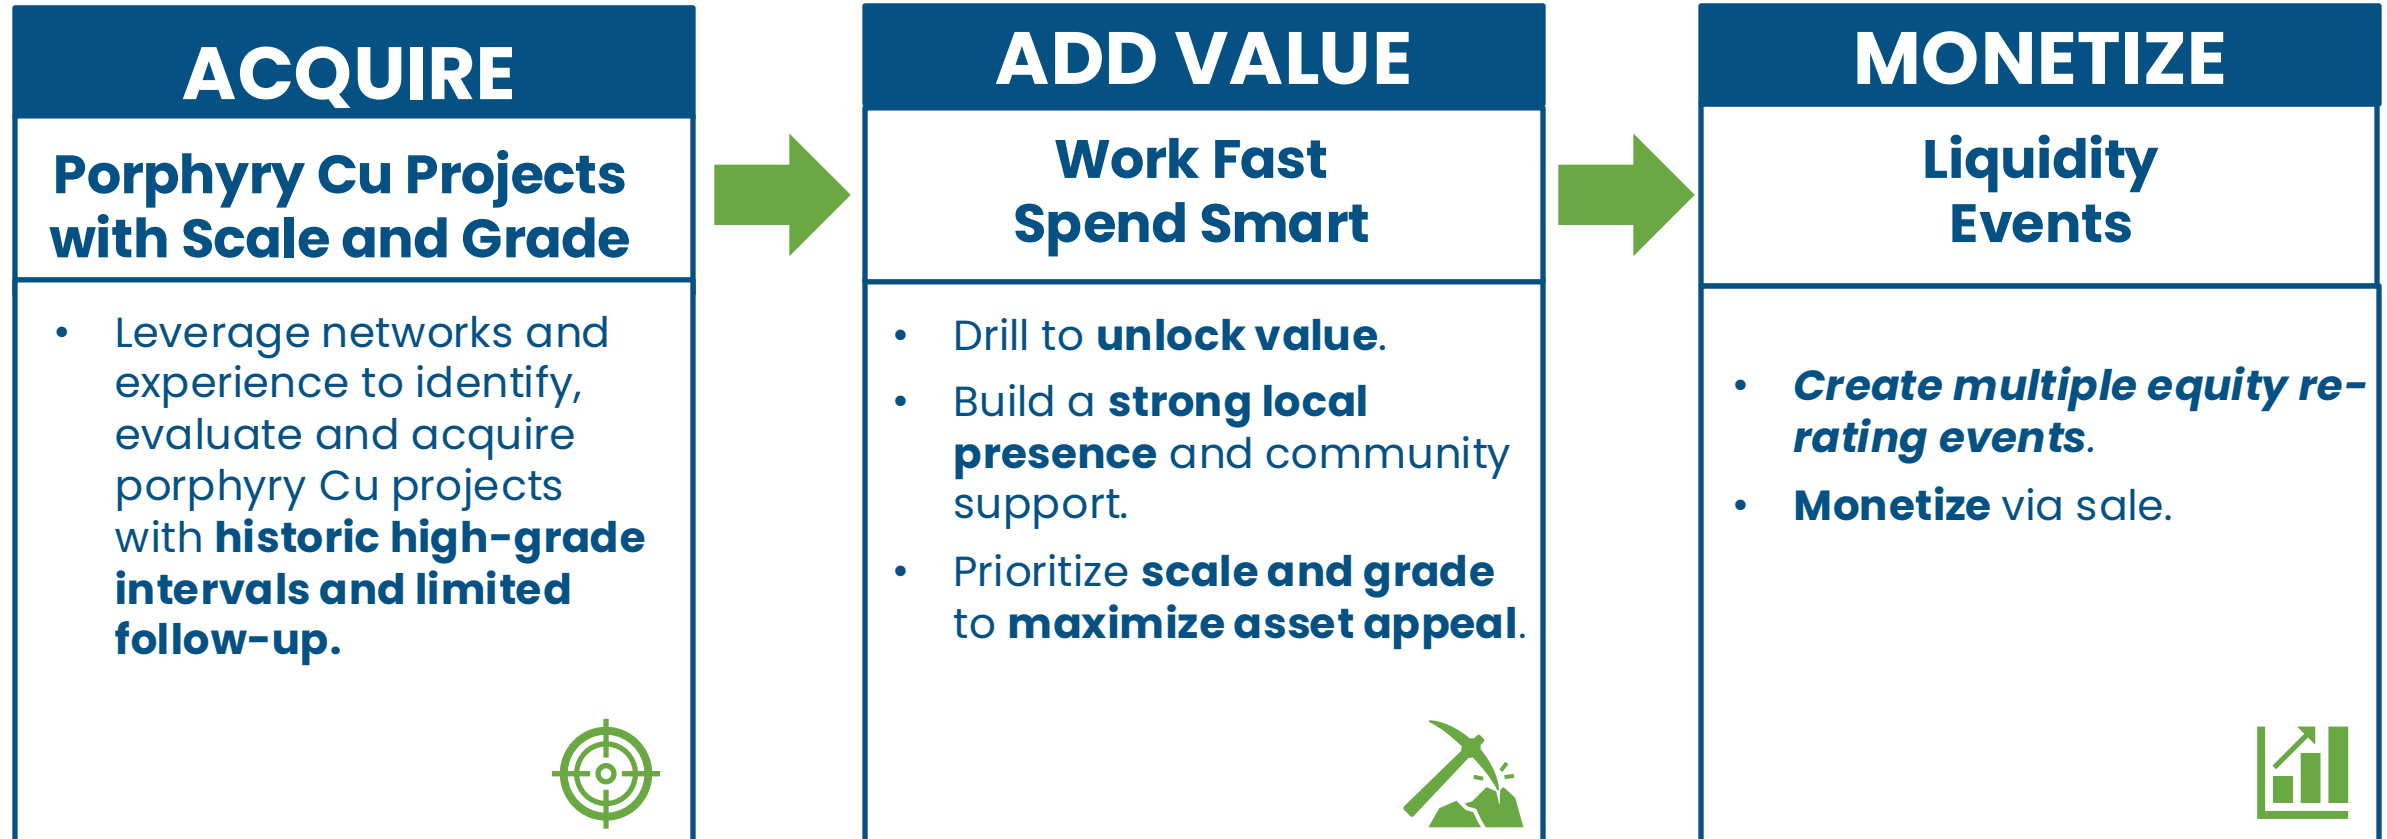 ACQUIRE
Porphyry Cu Projects
with Scale and Grade
• Leverage networks and
experience to identify,
evaluate and acquire
porphyry Cu projects
with historic high-grade
intervals and limited
follow-up.
ADD VALUE
Work Fast
Spend Smart
• Drill to unlock value.
• Build a strong local
presence and community
support.
• Prioritize scale and grade
to maximize asset appeal.
MONETIZE
Liquidity
Events
• Create multiple equity re-
rating events.
• Monetize via sale.